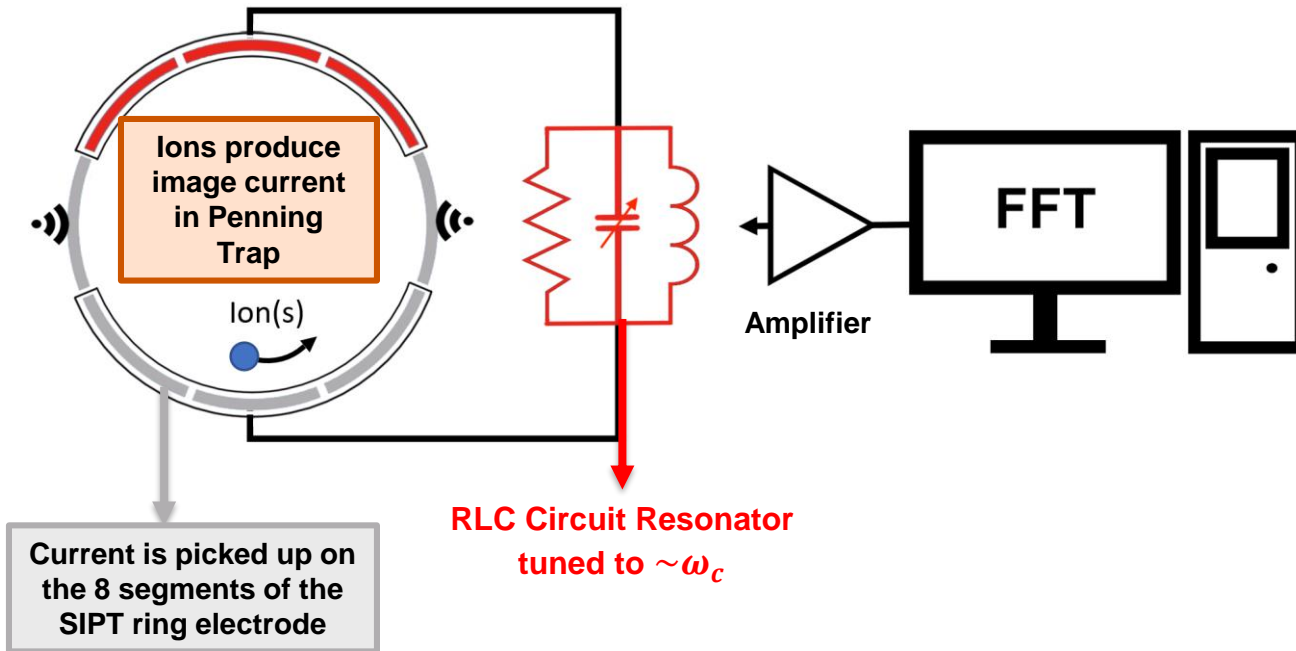 Ions produce
image current
in Penning
Trap
Ion(s)
FFT
Amplifier
RLC Circuit Resonator
tuned to ~ω_c
Current is picked up on
the 8 segments of the
SIPT ring electrode